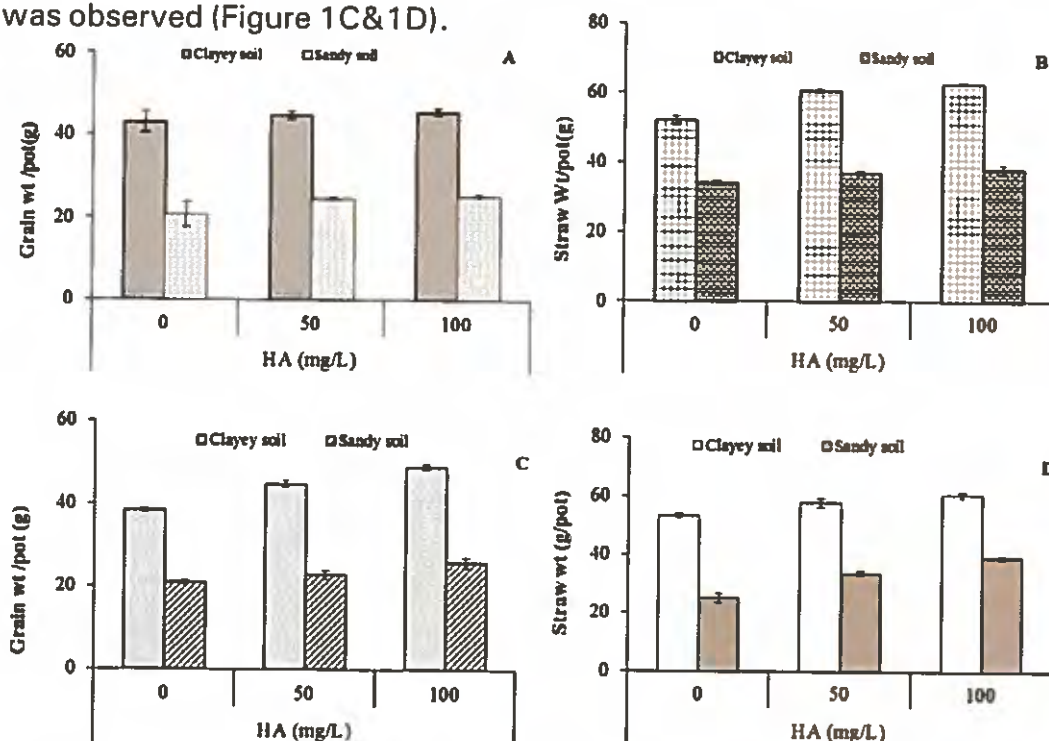 was observed (Figure 1C&1D).
60
40
20
0
Grain wt /pot(g)
Clayey soil Sandy soil
A
0 50 100
HA (mg/L)
80
60
40
20
0
Straw Wt/pot(g)
Clayey soil Sandy soil
B
0 50 100
HA (mg/L)
60
40
20
0
Grain wt /pot (g)
Clayey soil Sandy soil
C
0 50 100
HA (mg/L)
80
60
40
20
0
Straw wt (g/pot)
Clayey soil Sandy soil
D
0 50 100
HA (mg/L)